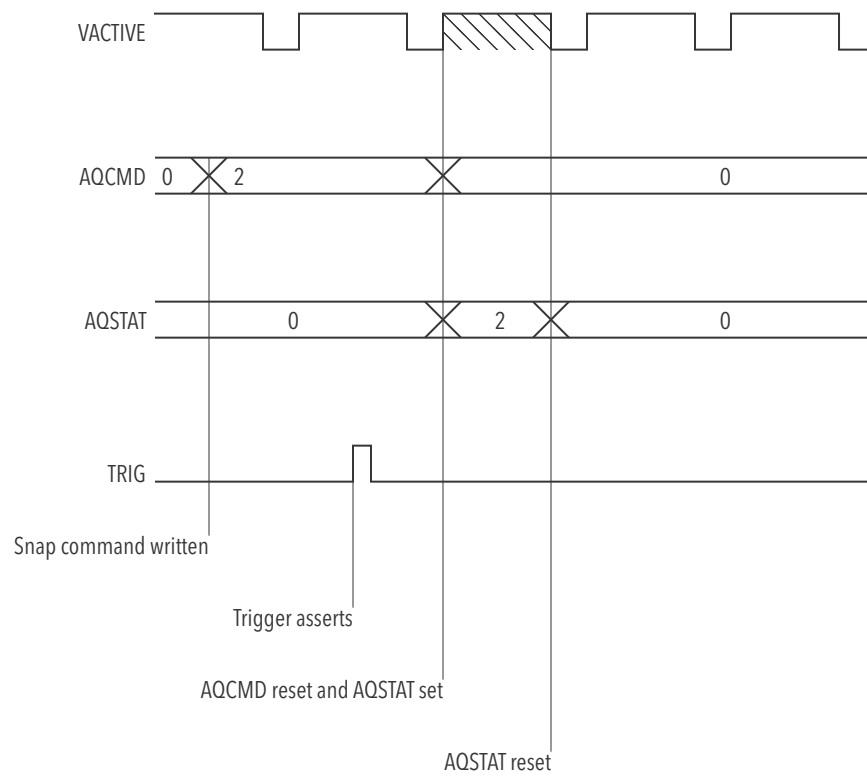 VACTIVE
AQCMD 0 2 0
AQSTAT 0 2 0
TRIG
Snap command written
Trigger asserts
AQCMD reset and AQSTAT set
AQSTAT reset